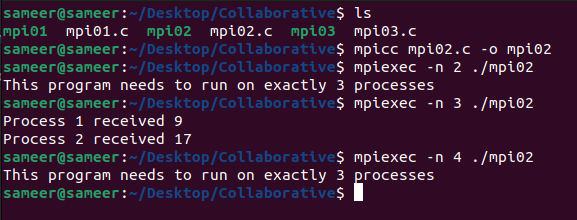 sameer@sameer:~/Desktop/Collaborative$ ls
mpi01 mpi01.c mpi02 mpi02.c mpi03 mpi03.c
sameer@sameer:~/Desktop/Collaborative$ mpicc mpi02.c -o mpi02
sameer@sameer:~/Desktop/Collaborative$ mpiexec -n 2 ./mpi02
This program needs to run on exactly 3 processes
sameer@sameer:~/Desktop/Collaborative$ mpiexec -n 3 ./mpi02
Process 1 received 9
Process 2 received 17
sameer@sameer:~/Desktop/Collaborative$ mpiexec -n 4 ./mpi02
This program needs to run on exactly 3 processes
sameer@sameer:~/Desktop/Collaborative$